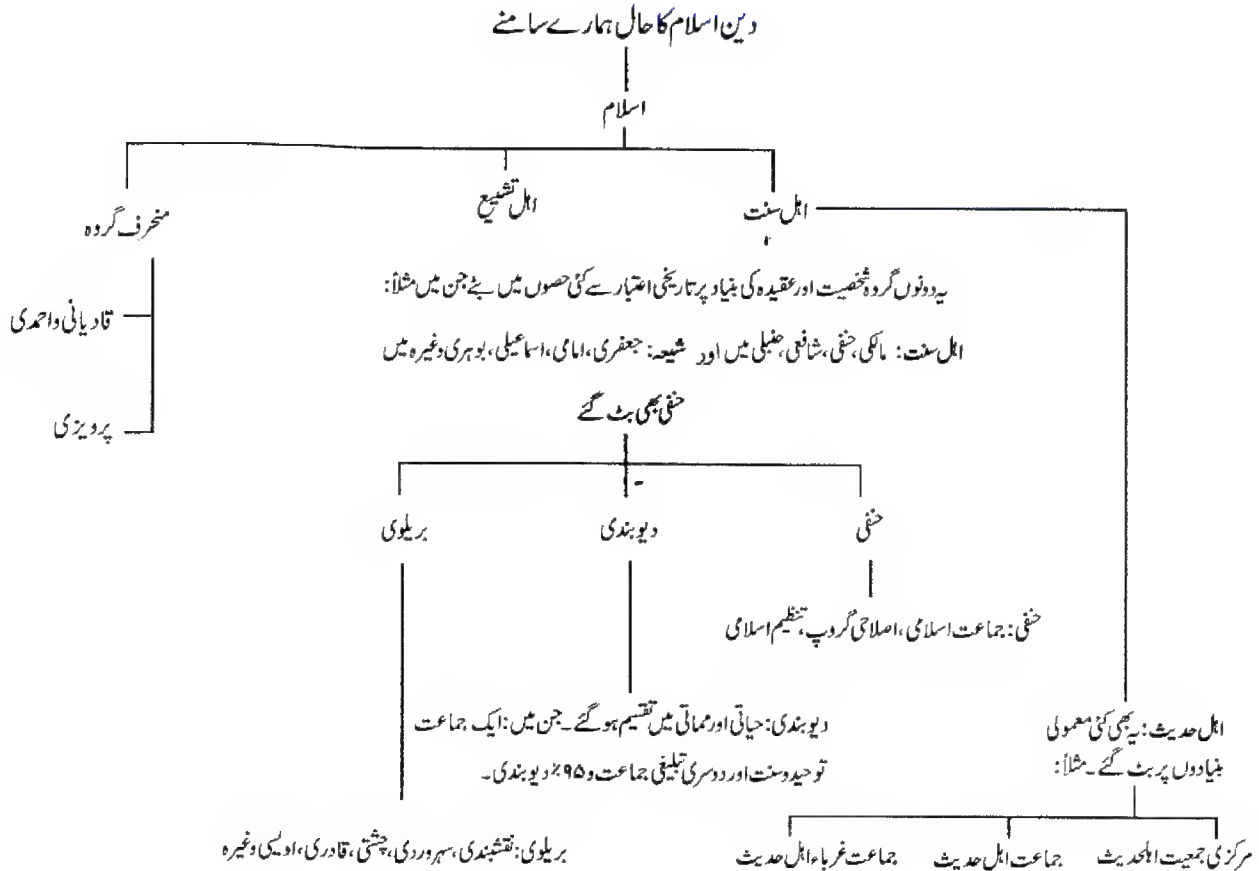 دین اسلام کا حال ہمارے سامنے
اسلام
اہل سنت
اہل تشییع
منحرف گروہ
قادیانی و احمدی
پرویزی
یہ دونوں گروہ شخصیت اور عقیدہ کی بنیاد پر تاریخی اعتبار سے کئی حصوں میں بٹے جن میں مثلاً:
اہل سنت: مالکی، حنفی، شافعی، حنبلی میں اور شیعہ: جعفری، امامی، اسماعیلی، بوہری وغیرہ میں
حنفی بھی بٹ گئے
حنفی
دیوبندی
بریلوی
حنفی: جماعت اسلامی، اصلاحی گروپ، تنظیم اسلامی
دیوبندی: حیاتی اور مماتی میں تقسیم ہو گئے۔ جن میں: ایک جماعت
توحید و سنت اور دوسری تبلیغی جماعت و ۹۵٪ دیوبندی۔
بریلوی: نقشبندی، سہروردی، چشتی، قادری، اویسی وغیرہ
اہل حدیث: یہ بھی کئی معمولی
بنیادوں پر بٹ گئے۔ مثلاً:
مرکزی جمعیت اہلحدیث
جماعت اہل حدیث
جماعت غرباء اہل حدیث